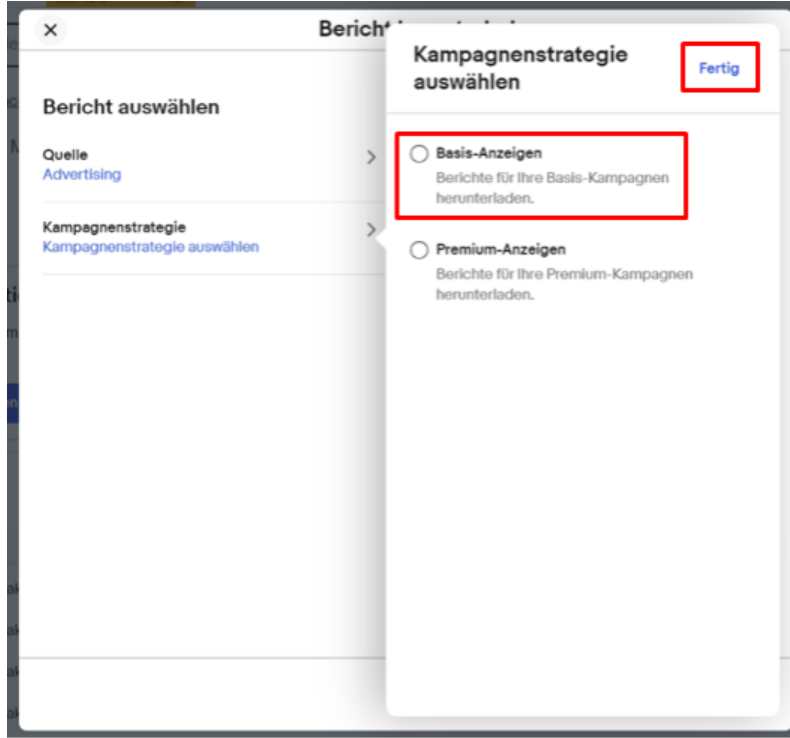 Bericht
Bericht auswählen
Quelle
Advertising
Kampagnenstrategie
Kampagnenstrategie auswählen
Kampagnenstrategie
auswählen
Fertig
Basis-Anzeigen
Berichte für Ihre Basis-Kampagnen
herunterladen.
Premium-Anzeigen
Berichte für Ihre Premium-Kampagnen
herunterladen.